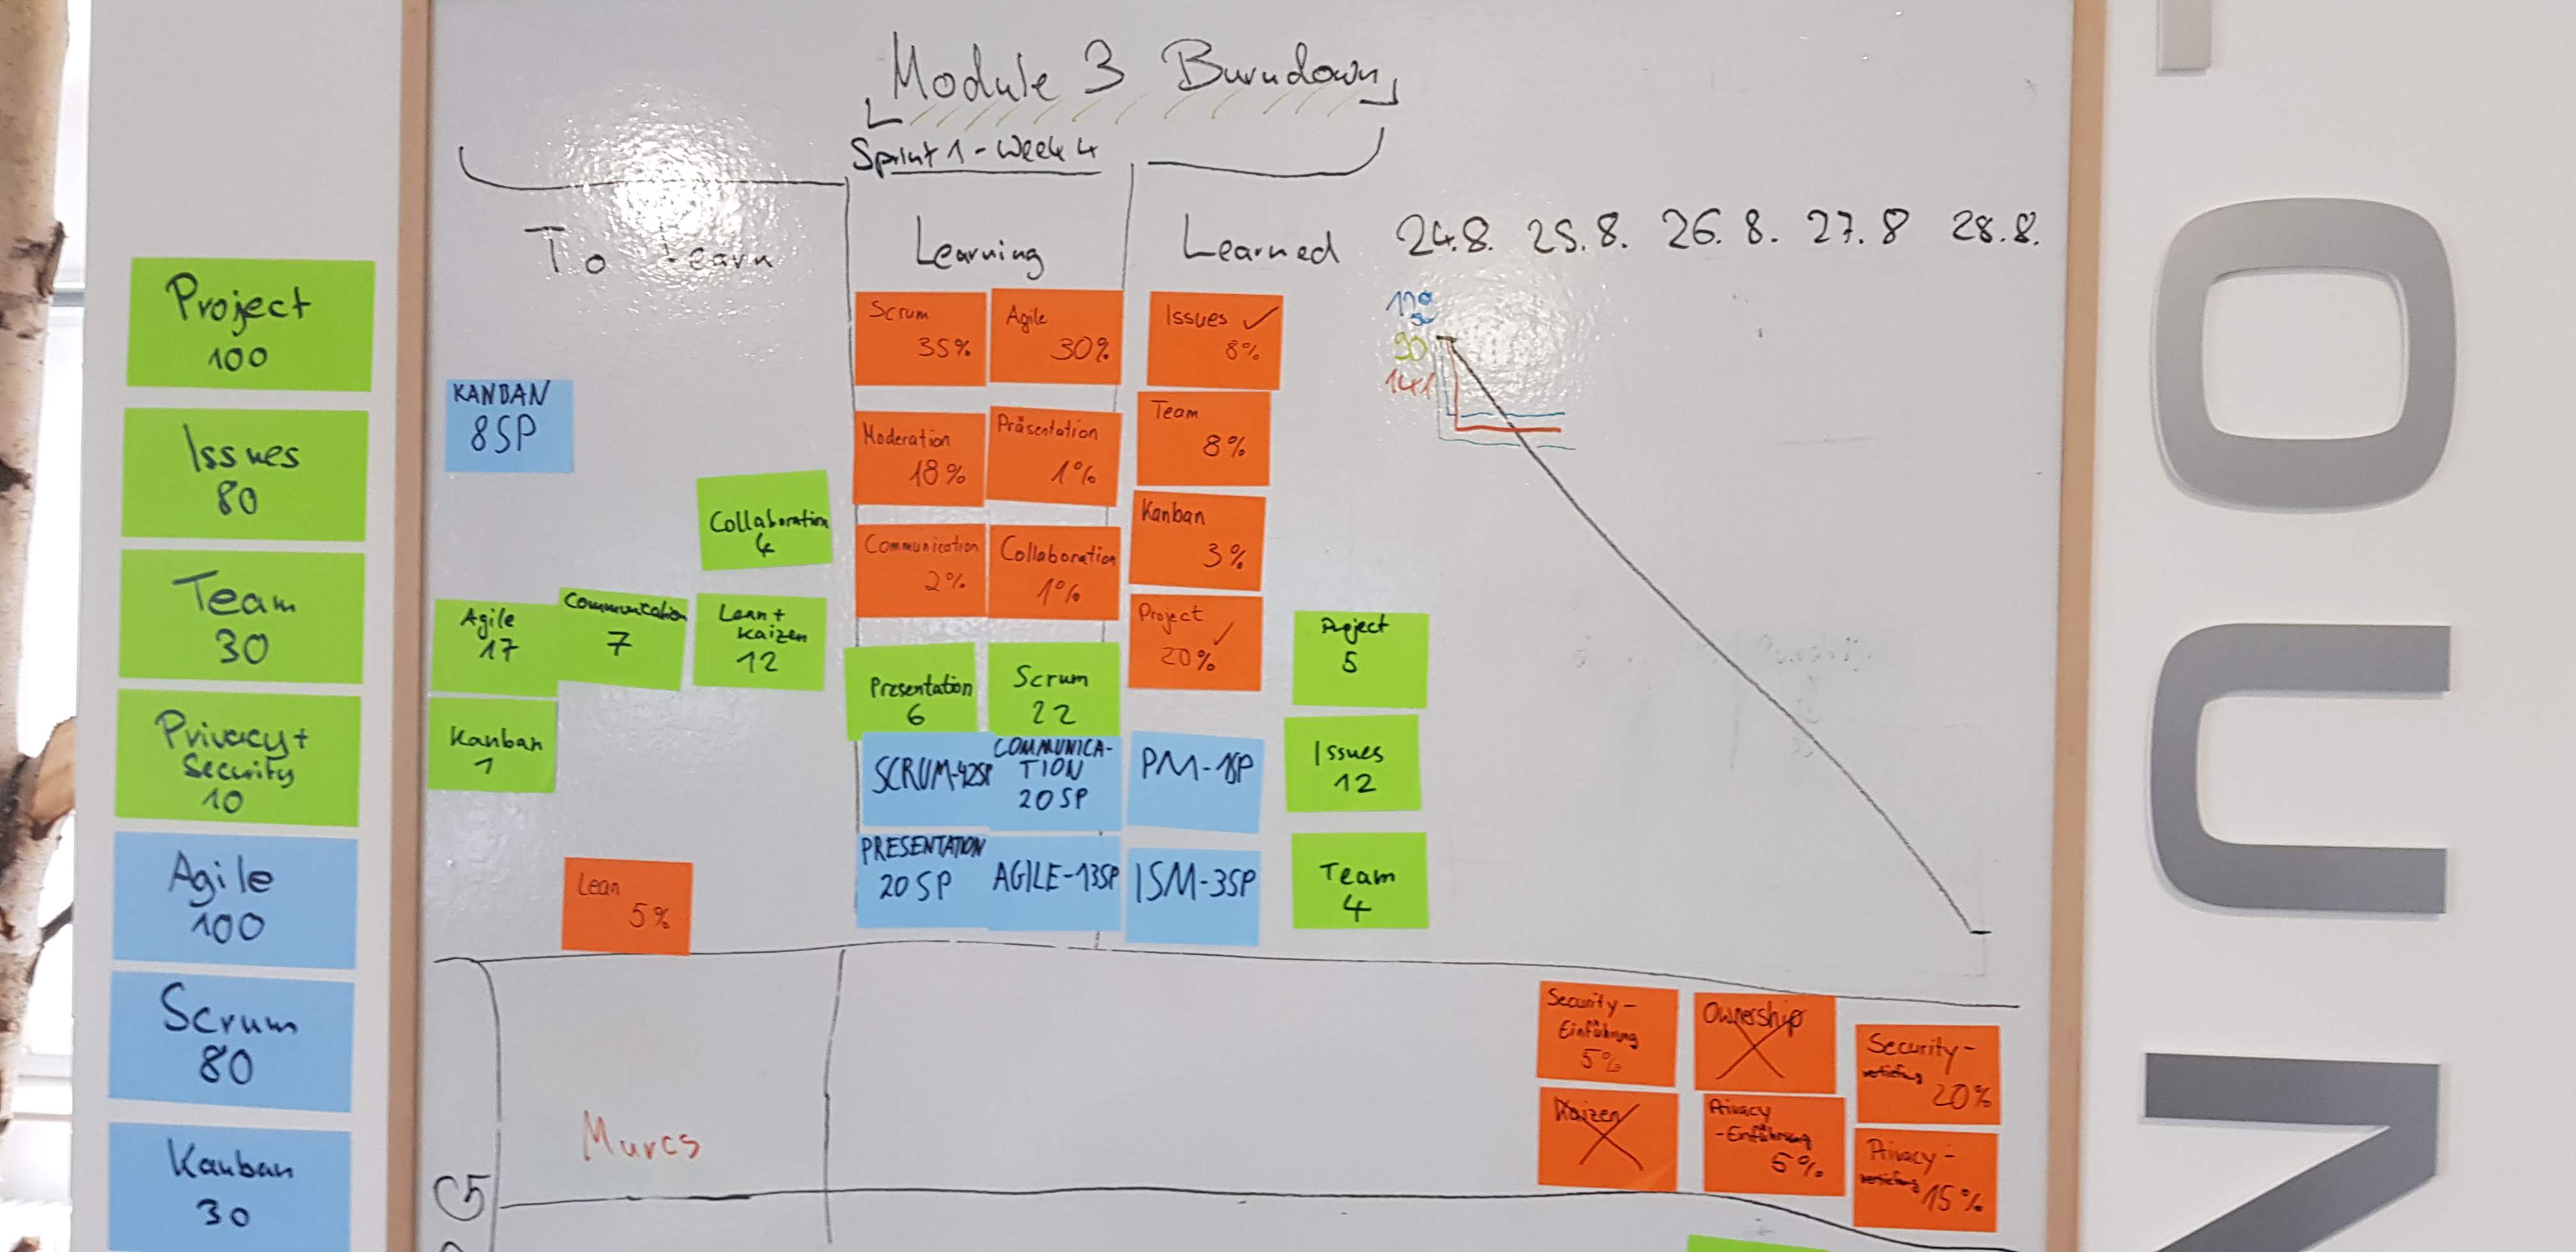 Module 3 Burndown
Sprint 1 - Week 4
To Learn
Learning
Learned
24.8. 25.8. 26.8. 27.8 28.8.
Project
100
Issues
80
Team
30
Privacy +
Security
10
Agile
100
Scrum
80
Kanban
30
KANBAN
8SP
Collaboration
4
Agile
17
Communication
7
Lean +
Kaizen
12
Kanban
1
Lean
5%
Scrum
35%
Agile
30%
Moderation
18%
Präsentation
1%
Communication
2%
Collaboration
1%
Presentation
6
Scrum
22
SCRUM-42SP
COMMUNICA-
TION
20SP
PRESENTATION
20SP
AGILE-13SP
Issues ✓
8%
Team
8%
Kanban
3%
Project ✓
20%
PM-1SP
ISM-3SP
Project
5
Issues
12
Team
4
90
Security-
Einführung
5%
Ownership
Security-
vertiefung
20%
Kaizen
Privacy
-Einführung
5%
Privacy-
vertiefung
15%
Murcs
C5